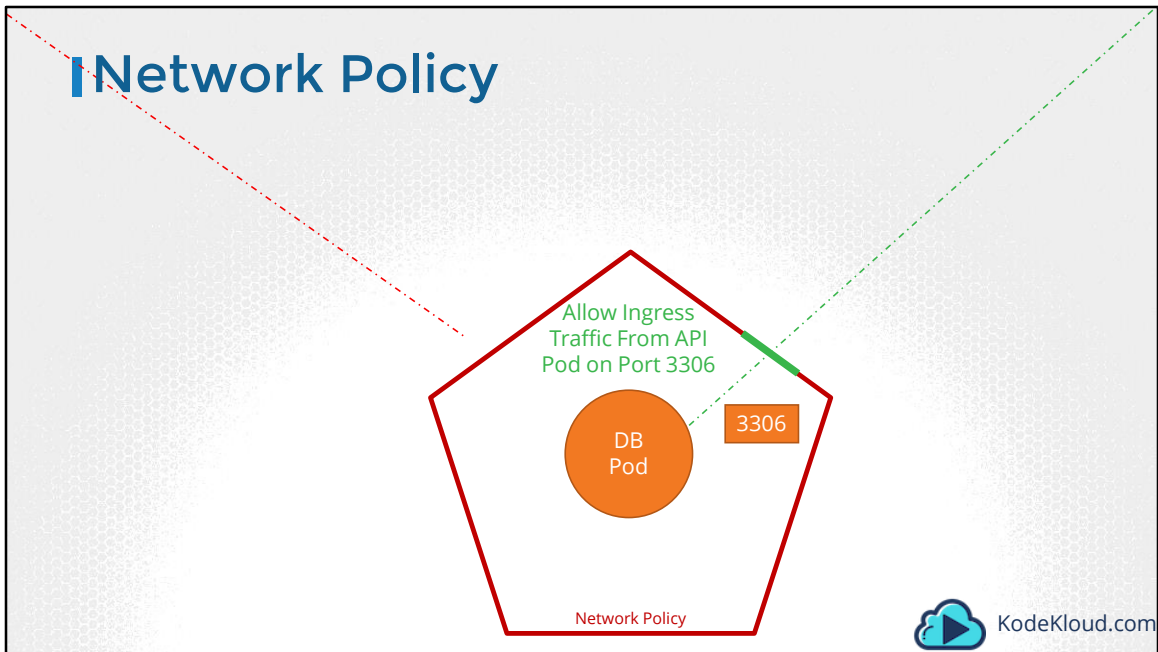 Network Policy
Allow Ingress
Traffic From API
Pod on Port 3306
3306
DB
Pod
Network Policy
KodeKloud.com